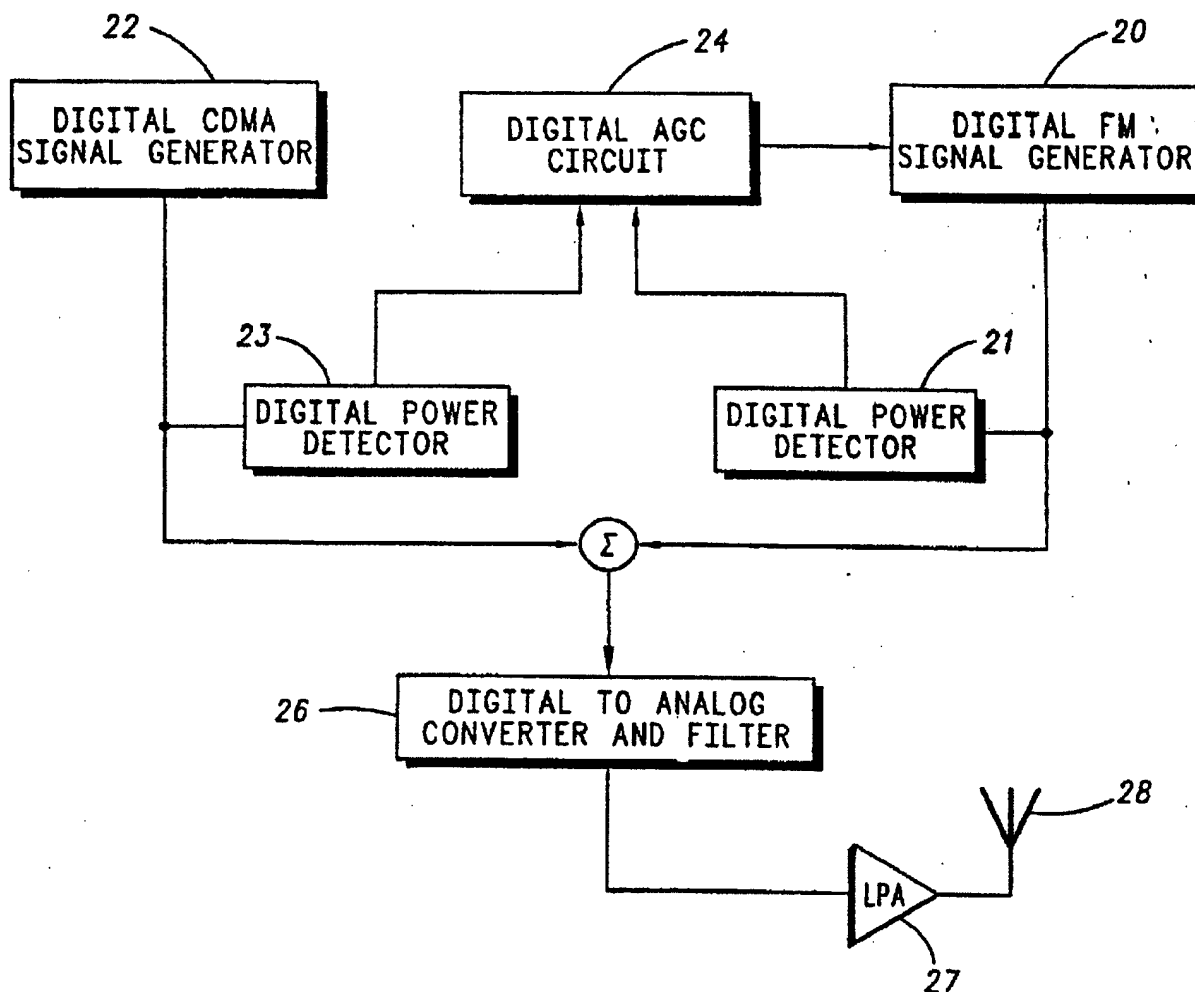 22
24
20
DIGITAL CDMA
SIGNAL GENERATOR
DIGITAL AGC
CIRCUIT
DIGITAL FM
SIGNAL GENERATOR
23
21
DIGITAL POWER
DETECTOR
DIGITAL POWER
DETECTOR
Σ
26
DIGITAL TO ANALOG
CONVERTER AND FILTER
28
LPA
27